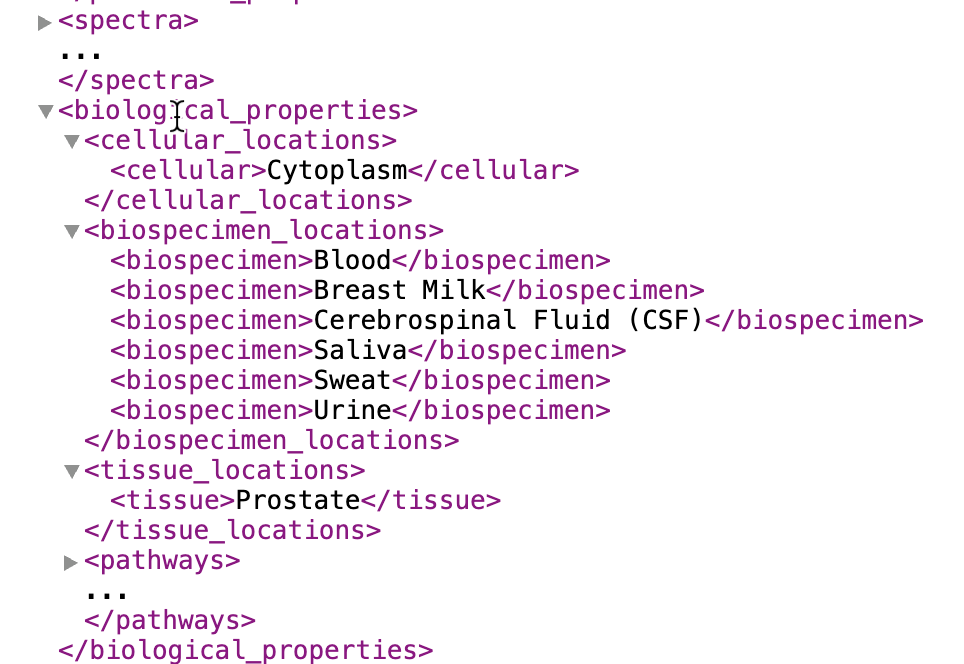 <spectra>
...
</spectra>
<biological_properties>
<cellular_locations>
<cellular>Cytoplasm</cellular>
</cellular_locations>
<biospecimen_locations>
<biospecimen>Blood</biospecimen>
<biospecimen>Breast Milk</biospecimen>
<biospecimen>Cerebrospinal Fluid (CSF)</biospecimen>
<biospecimen>Saliva</biospecimen>
<biospecimen>Sweat</biospecimen>
<biospecimen>Urine</biospecimen>
</biospecimen_locations>
<tissue_locations>
<tissue>Prostate</tissue>
</tissue_locations>
<pathways>
...
</pathways>
</biological_properties>